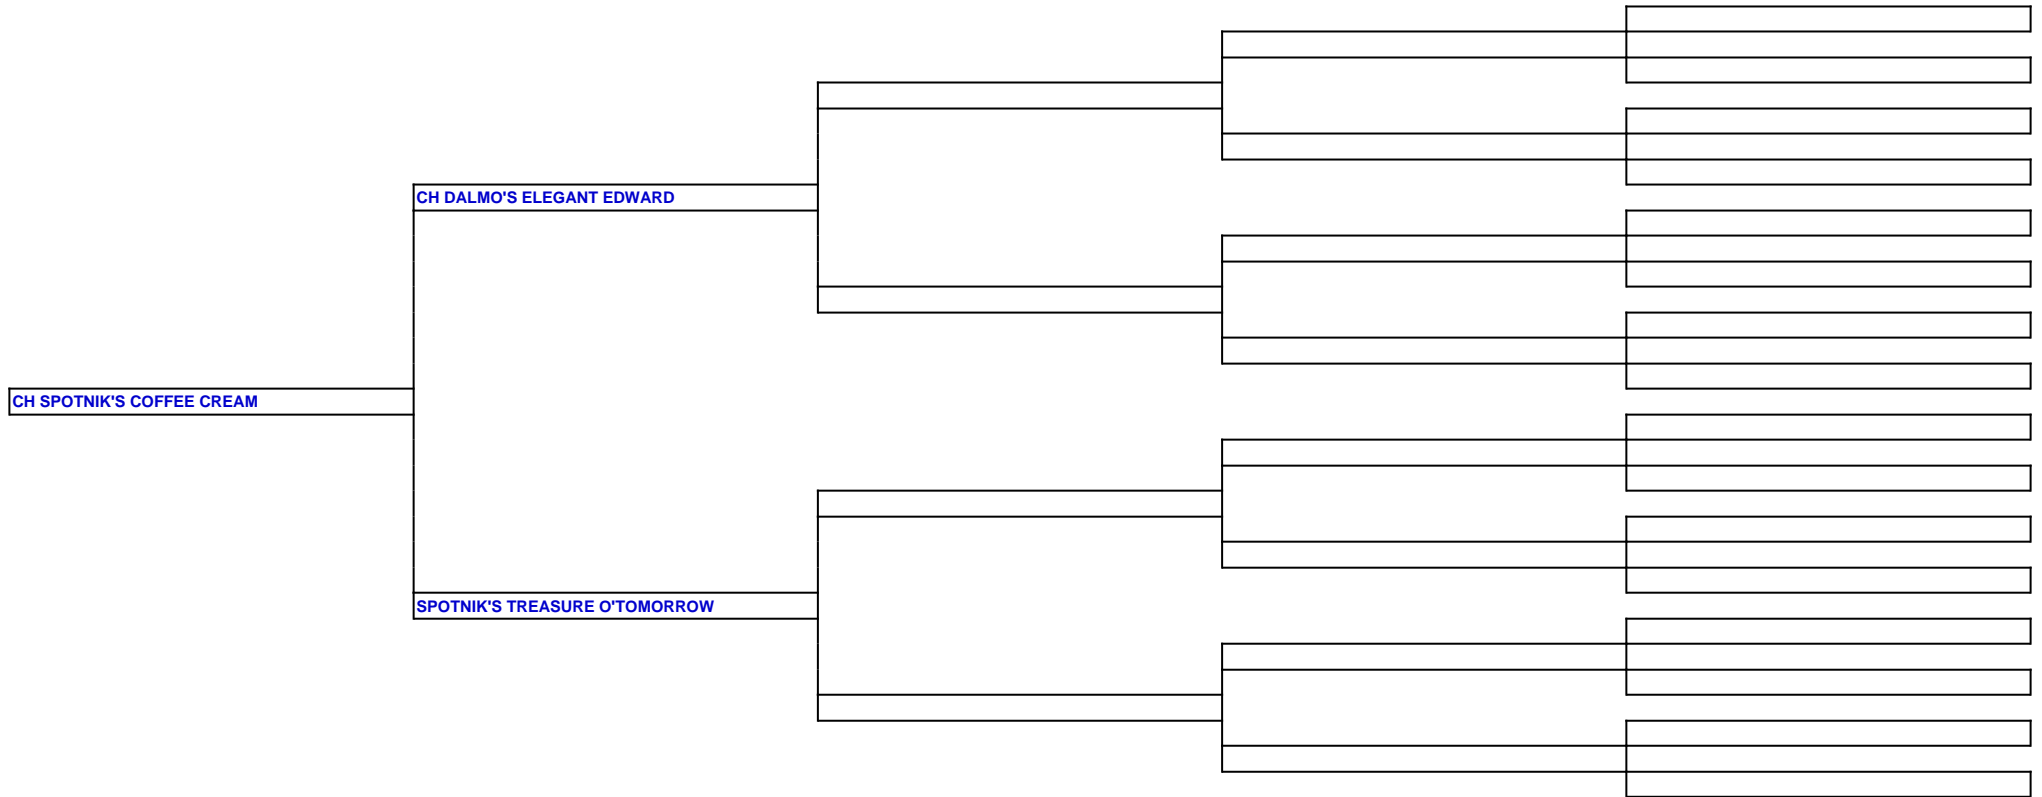 CH DALMO'S ELEGANT EDWARD
CH SPOTNIK'S COFFEE CREAM
SPOTNIK'S TREASURE O'TOMORROW